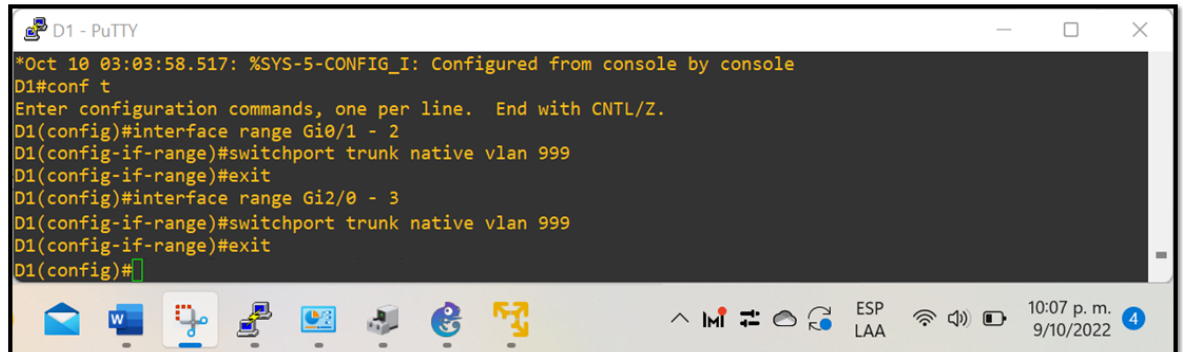 D1 - PuTTY
*Oct 10 03:03:58.517: %SYS-5-CONFIG_I: Configured from console by console
D1#conf t
Enter configuration commands, one per line.  End with CNTL/Z.
D1(config)#interface range Gi0/1 - 2
D1(config-if-range)#switchport trunk native vlan 999
D1(config-if-range)#exit
D1(config)#interface range Gi2/0 - 3
D1(config-if-range)#switchport trunk native vlan 999
D1(config-if-range)#exit
D1(config)#
ESP
LAA
10:07 p. m.
9/10/2022
4